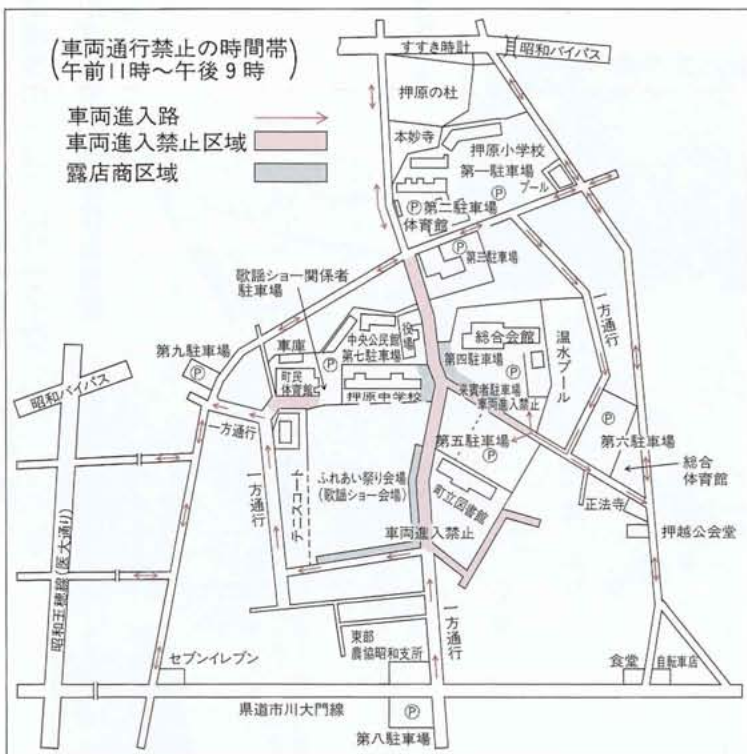 (車両通行禁止の時間帯
午前11時〜午後9時)
車両進入路
車両進入禁止区域
露店商区域
すすき時計
昭和バイパス
押原の杜
本妙寺
押原小学校
第一駐車場
プール
Ⓟ
Ⓟ第二駐車場
体育館
Ⓟ
第三駐車場
歌謡ショー関係者
駐車場
一方通行
第九駐車場
Ⓟ
車庫
Ⓟ
中央公民館
第七駐車場
役場
総合会館
第四駐車場
温水プール
昭和バイパス
町民
体育館
押原中学校
来賓者駐車場
Ⓟ
車両進入禁止
一方通行
第五駐車場
Ⓟ
Ⓟ
第六駐車場
総合
体育館
一方通行
テニスコート
ふれあい祭り会場
(歌謡ショー会場)
町立図書館
正法寺
押越公会堂
車両進入禁止
昭和玉穂線(医大通り)
一方通行
東部
農協昭和支所
セブンイレブン
食堂
自転車店
県道市川大門線
Ⓟ
第八駐車場